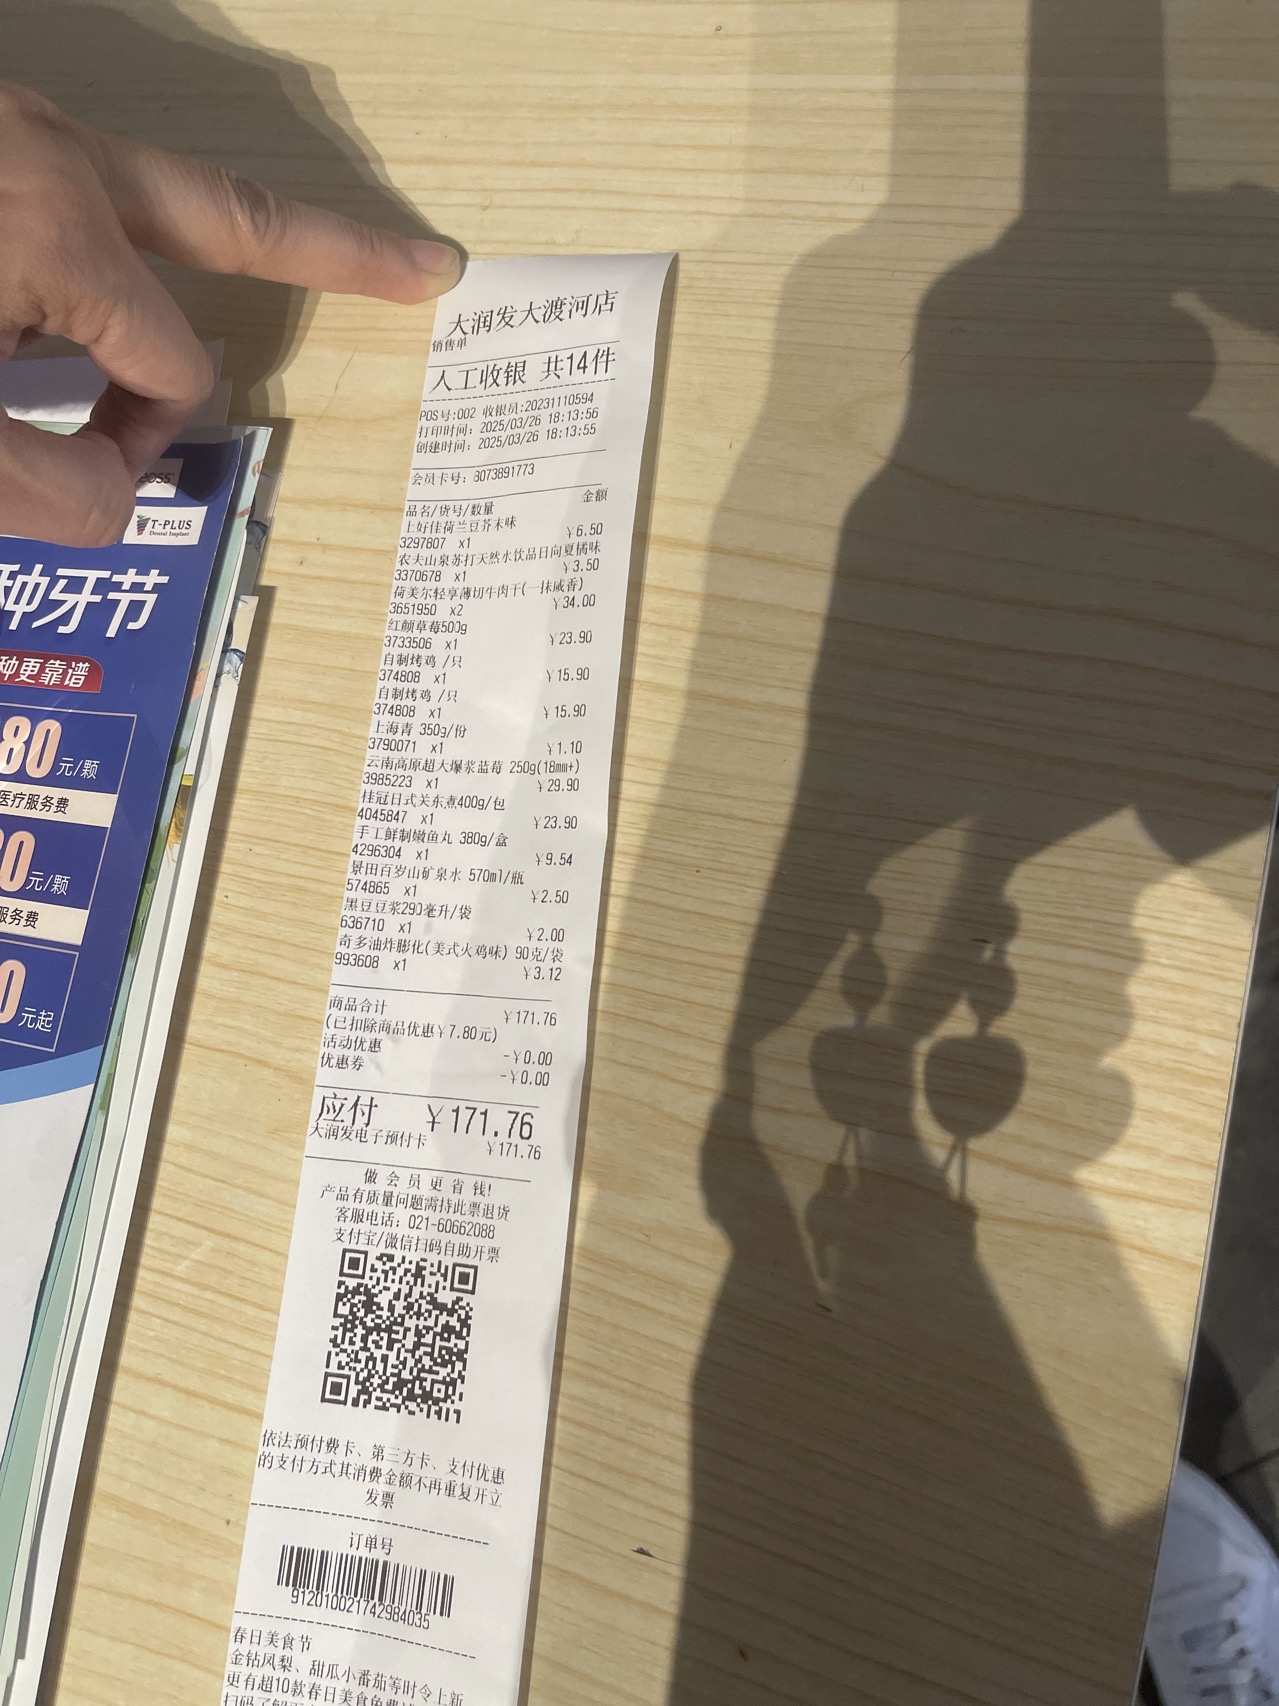 大润发大渡河店
销售单
人工收银 共14件
POS号:002 收银员:20231110594
打印时间: 2025/03/26 18:13:56
创建时间: 2025/03/26 18:13:55
会员卡号: 8073891773
品名/货号/数量 金额
上好佳荷兰豆芥末味
3297807 x1 ￥6.50
农夫山泉苏打天然水饮品日向夏橘味
3370678 x1 ￥3.50
荷美尔轻享薄切牛肉干(一抹咸香)
3651950 x2 ￥34.00
红颜草莓500g
3733506 x1 ￥23.90
自制烤鸡 /只
374808 x1 ￥15.90
自制烤鸡 /只
374808 x1 ￥15.90
上海青 350g/份
3790071 x1 ￥1.10
云南高原超大爆浆蓝莓 250g(18mm+)
3985223 x1 ￥29.90
桂冠日式关东煮400g/包
4045847 x1 ￥23.90
手工鲜制嫩鱼丸 380g/盒
4296304 x1 ￥9.54
景田百岁山矿泉水 570ml/瓶
574865 x1 ￥2.50
黑豆豆浆290毫升/袋
636710 x1 ￥2.00
奇多油炸膨化(美式火鸡味) 90克/袋
993608 x1 ￥3.12
商品合计 ￥171.76
(已扣除商品优惠￥7.80元)
活动优惠 -￥0.00
优惠券 -￥0.00
应付 ￥171.76
大润发电子预付卡 ￥171.76
做 会 员 更 省 钱!
产品有质量问题需持此票退货
客服电话: 021-60662088
支付宝/微信扫码自助开票
依法预付费卡、第三方卡、支付优惠
的支付方式其消费金额不再重复开立
发票
订单号
912010021742984035
春日美食节
金钻凤梨、甜瓜小番茄等时令上新
更有超10款春日美食免费
T-PLUS
Dental Implant
种牙节
种更靠谱
80元/颗
医疗服务费
0元/颗
服务费
0元起